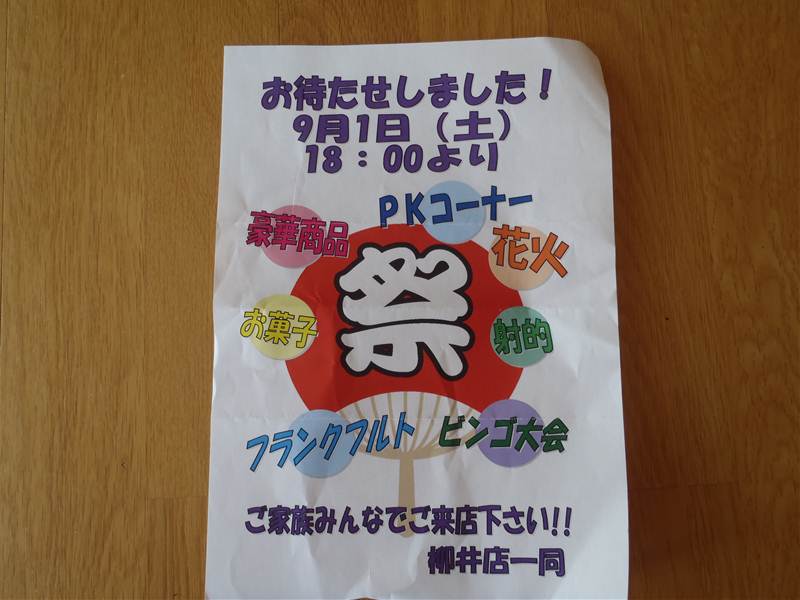 お待たせしました！
9月1日（土）
18：00より
PKコーナー
豪華商品
花火
祭
お菓子
射的
フランクフルト
ビンゴ大会
ご家族みんなでご来店下さい!!
柳井店一同